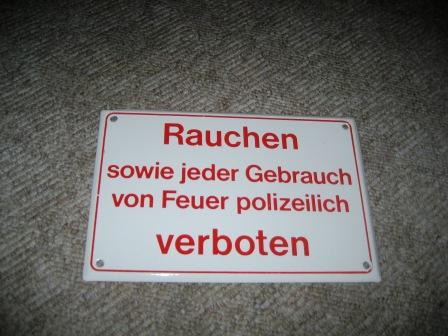 Rauchen
sowie jeder Gebrauch
von Feuer polizeilich
verboten